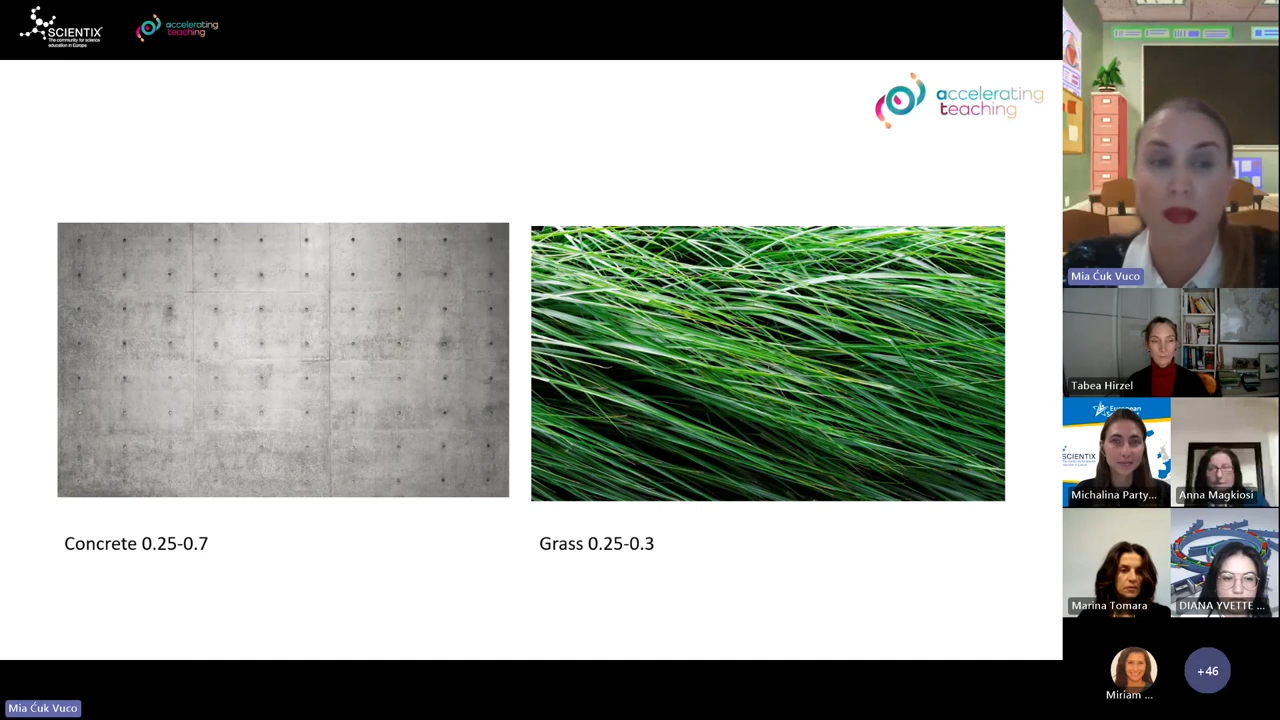 SCIENTIX
The community for science
education in Europe
accelerating
teaching
accelerating
teaching
Concrete 0.25-0.7
Grass 0.25-0.3
Mia Ćuk Vuco
Tabea Hirzel
European
SCIENTIX
Michalina Party...
Anna Magkiosi
Marina Tomara
DIANA YVETTE ...
Miriam ...
+46
Mia Ćuk Vuco